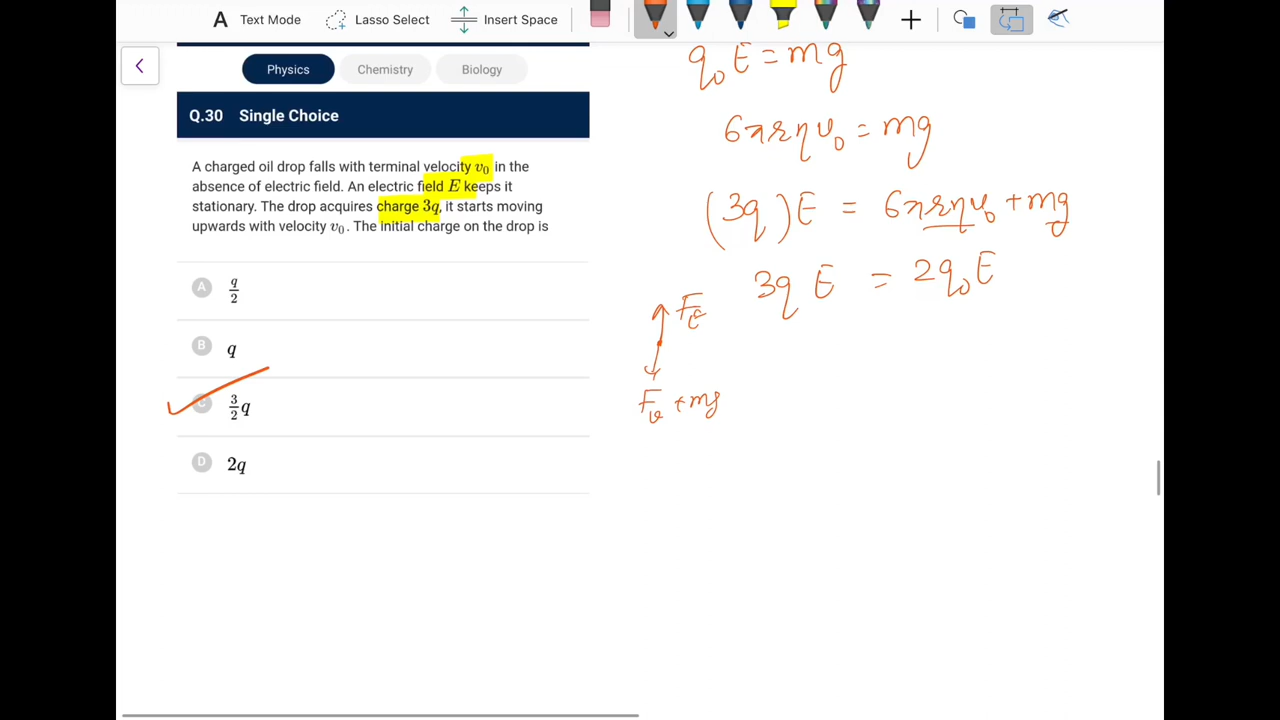 A Text Mode Lasso Select Insert Space
Physics Chemistry Biology
Q.30 Single Choice
A charged oil drop falls with terminal velocity v₀ in the
absence of electric field. An electric field E keeps it
stationary. The drop acquires charge 3q, it starts moving
upwards with velocity v₀. The initial charge on the drop is
A q/2
B q
C 3/2 q
D 2q
q₀E = mg
6πrηv₀ = mg
(3q)E = 6πrηv₀ + mg
3qE = 2q₀E
F_E
F_v + mg